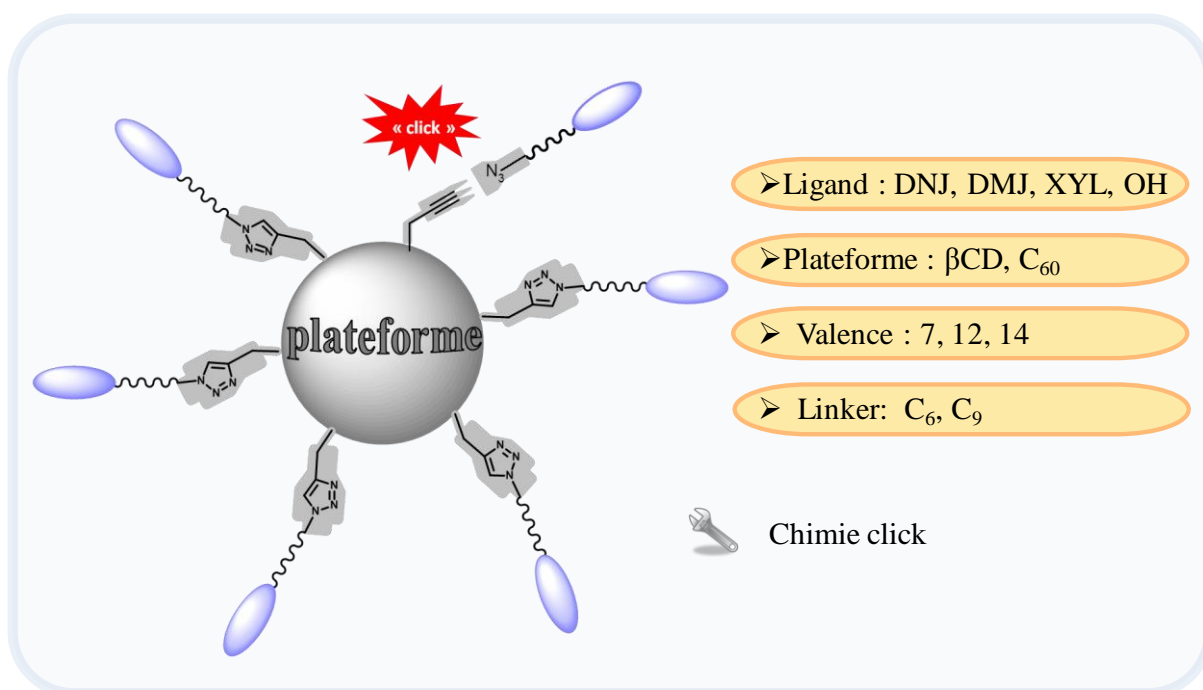 « click »
N3
N
N
N
N
N
N
plateforme
N
N
N
N
N
N
N
N
N
➢Ligand : DNJ, DMJ, XYL, OH
➢Plateforme : βCD, C60
➢ Valence : 7, 12, 14
➢ Linker: C6, C9
Chimie click